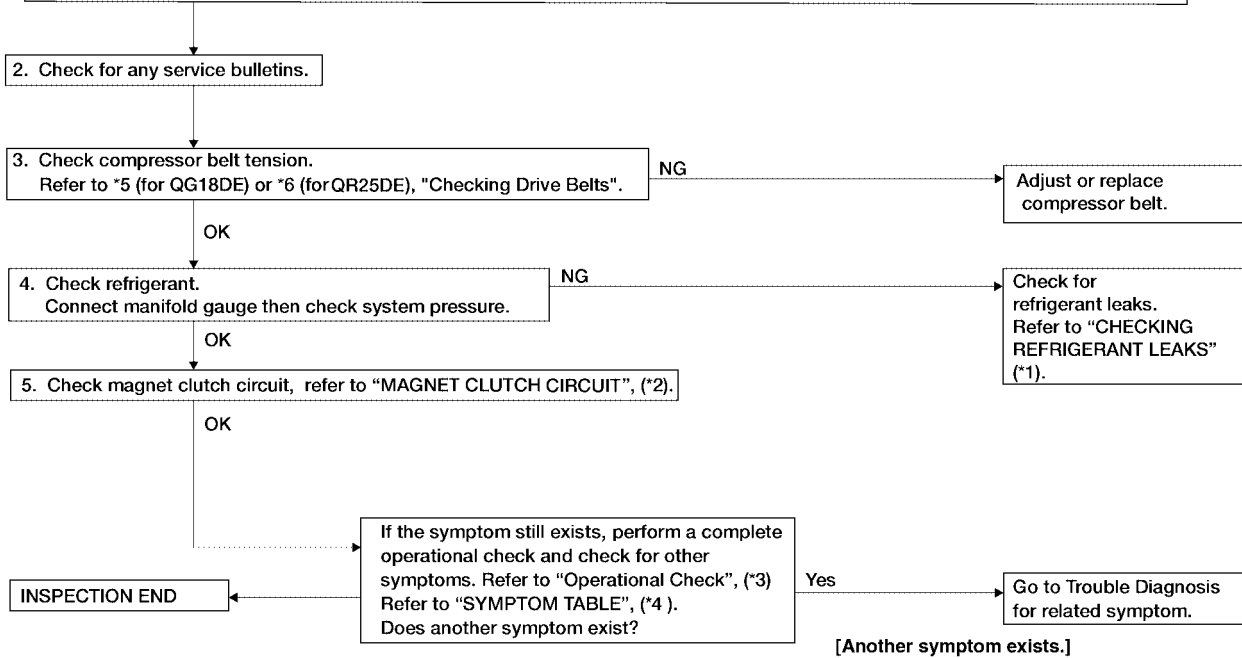 2. Check for any service bulletins.
3. Check compressor belt tension.
Refer to *5 (for QG18DE) or *6 (for QR25DE), "Checking Drive Belts".
NG
Adjust or replace
compressor belt.
OK
4. Check refrigerant.
Connect manifold gauge then check system pressure.
NG
Check for
refrigerant leaks.
Refer to “CHECKING
REFRIGERANT LEAKS”
(*1).
OK
5. Check magnet clutch circuit, refer to “MAGNET CLUTCH CIRCUIT”, (*2).
OK
If the symptom still exists, perform a complete
operational check and check for other
symptoms. Refer to “Operational Check”, (*3)
Refer to “SYMPTOM TABLE”, (*4 ).
Does another symptom exist?
INSPECTION END
Yes
Go to Trouble Diagnosis
for related symptom.
[Another symptom exists.]